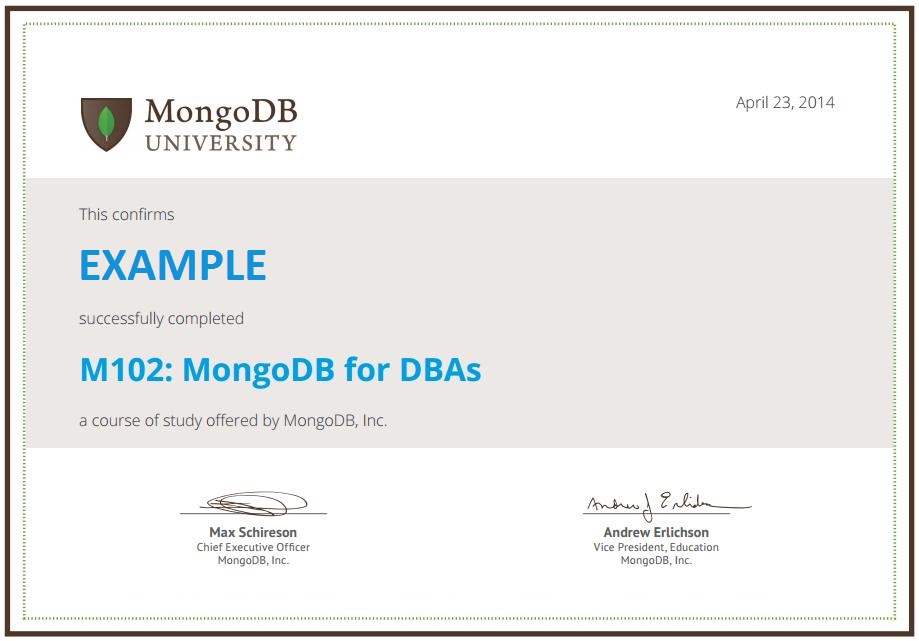 MongoDB
UNIVERSITY
April 23, 2014
This confirms
EXAMPLE
successfully completed
M102: MongoDB for DBAs
a course of study offered by MongoDB, Inc.
Andrew J Erlichson
Max Schireson
Chief Executive Officer
MongoDB, Inc.
Andrew Erlichson
Vice President, Education
MongoDB, Inc.